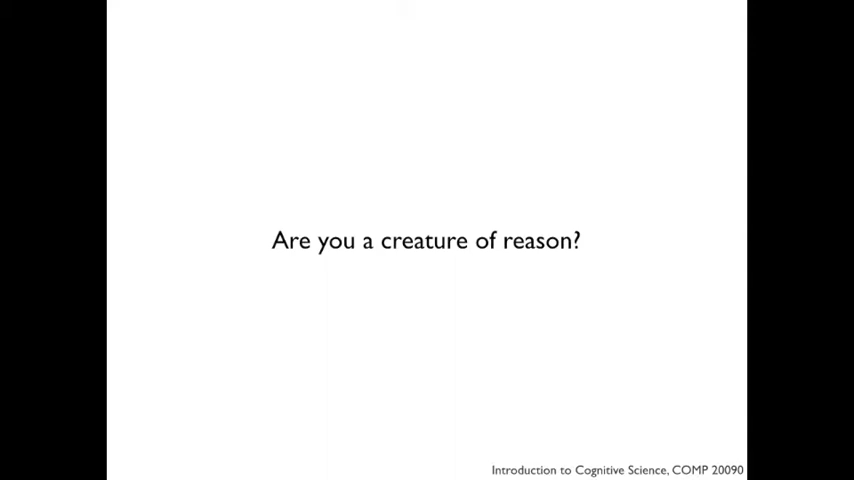 Are you a creature of reason?
Introduction to Cognitive Science, COMP 20090